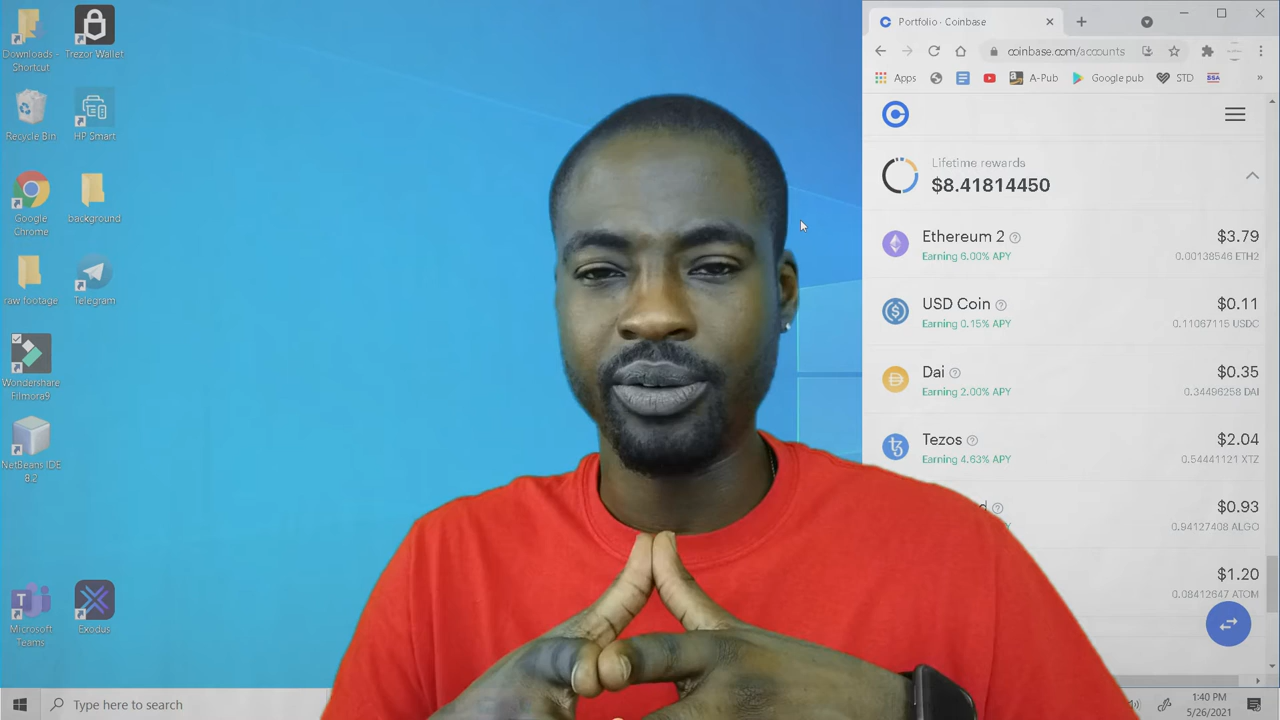 Downloads -
Shortcut
Trezor Wallet
Recycle Bin
HP Smart
Google
Chrome
background
raw footage
Telegram
Wondershare
Filmora9
NetBeans IDE
8.2
Microsoft
Teams
Exodus
Type here to search
Portfolio - Coinbase
coinbase.com/accounts
Apps
A-Pub
Google pub
STD
»
Lifetime rewards
$8.41814450
Ethereum 2
$3.79
Earning 6.00% APY
0.00138546 ETH2
USD Coin
$0.11
Earning 0.15% APY
0.11067115 USDC
Dai
$0.35
Earning 2.00% APY
0.34496258 DAI
Tezos
$2.04
Earning 4.63% APY
0.54441121 XTZ
$0.93
0.94127408 ALGO
$1.20
0.08412647 ATOM
1:40 PM
5/26/2021